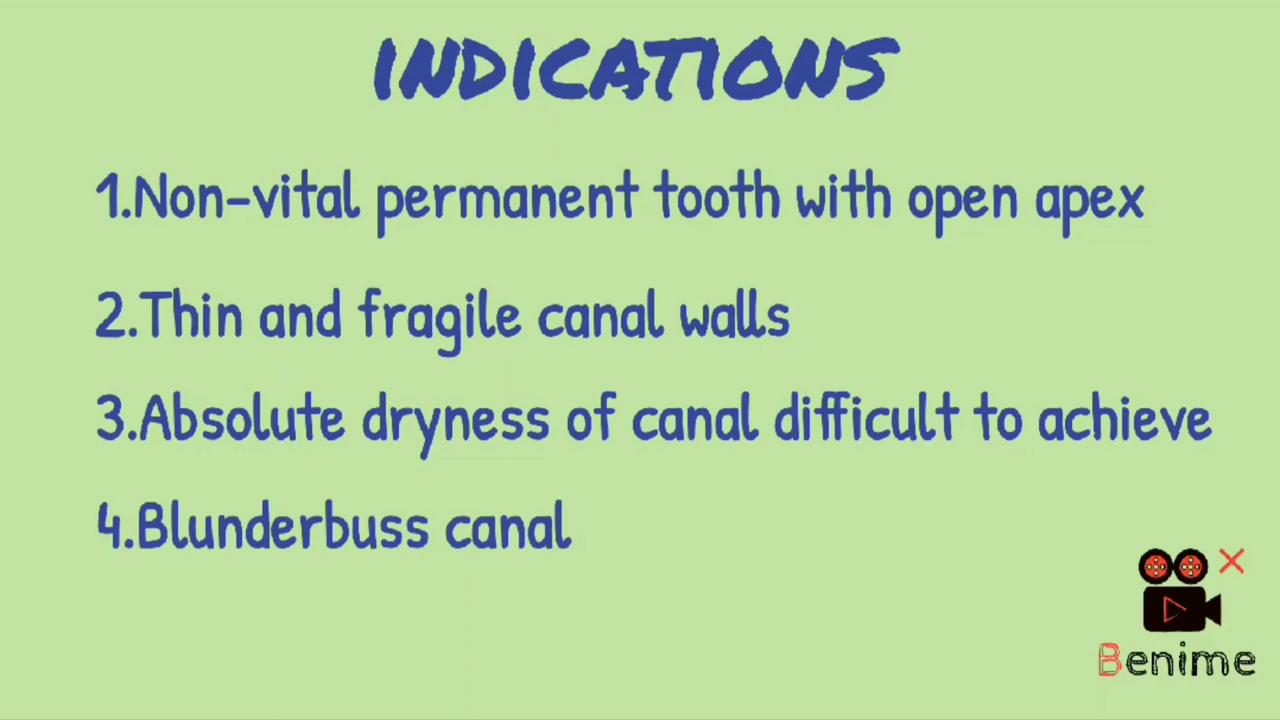 INDICATIONS
1.Non-vital permanent tooth with open apex
2.Thin and fragile canal walls
3.Absolute dryness of canal difficult to achieve
4.Blunderbuss canal
Benime